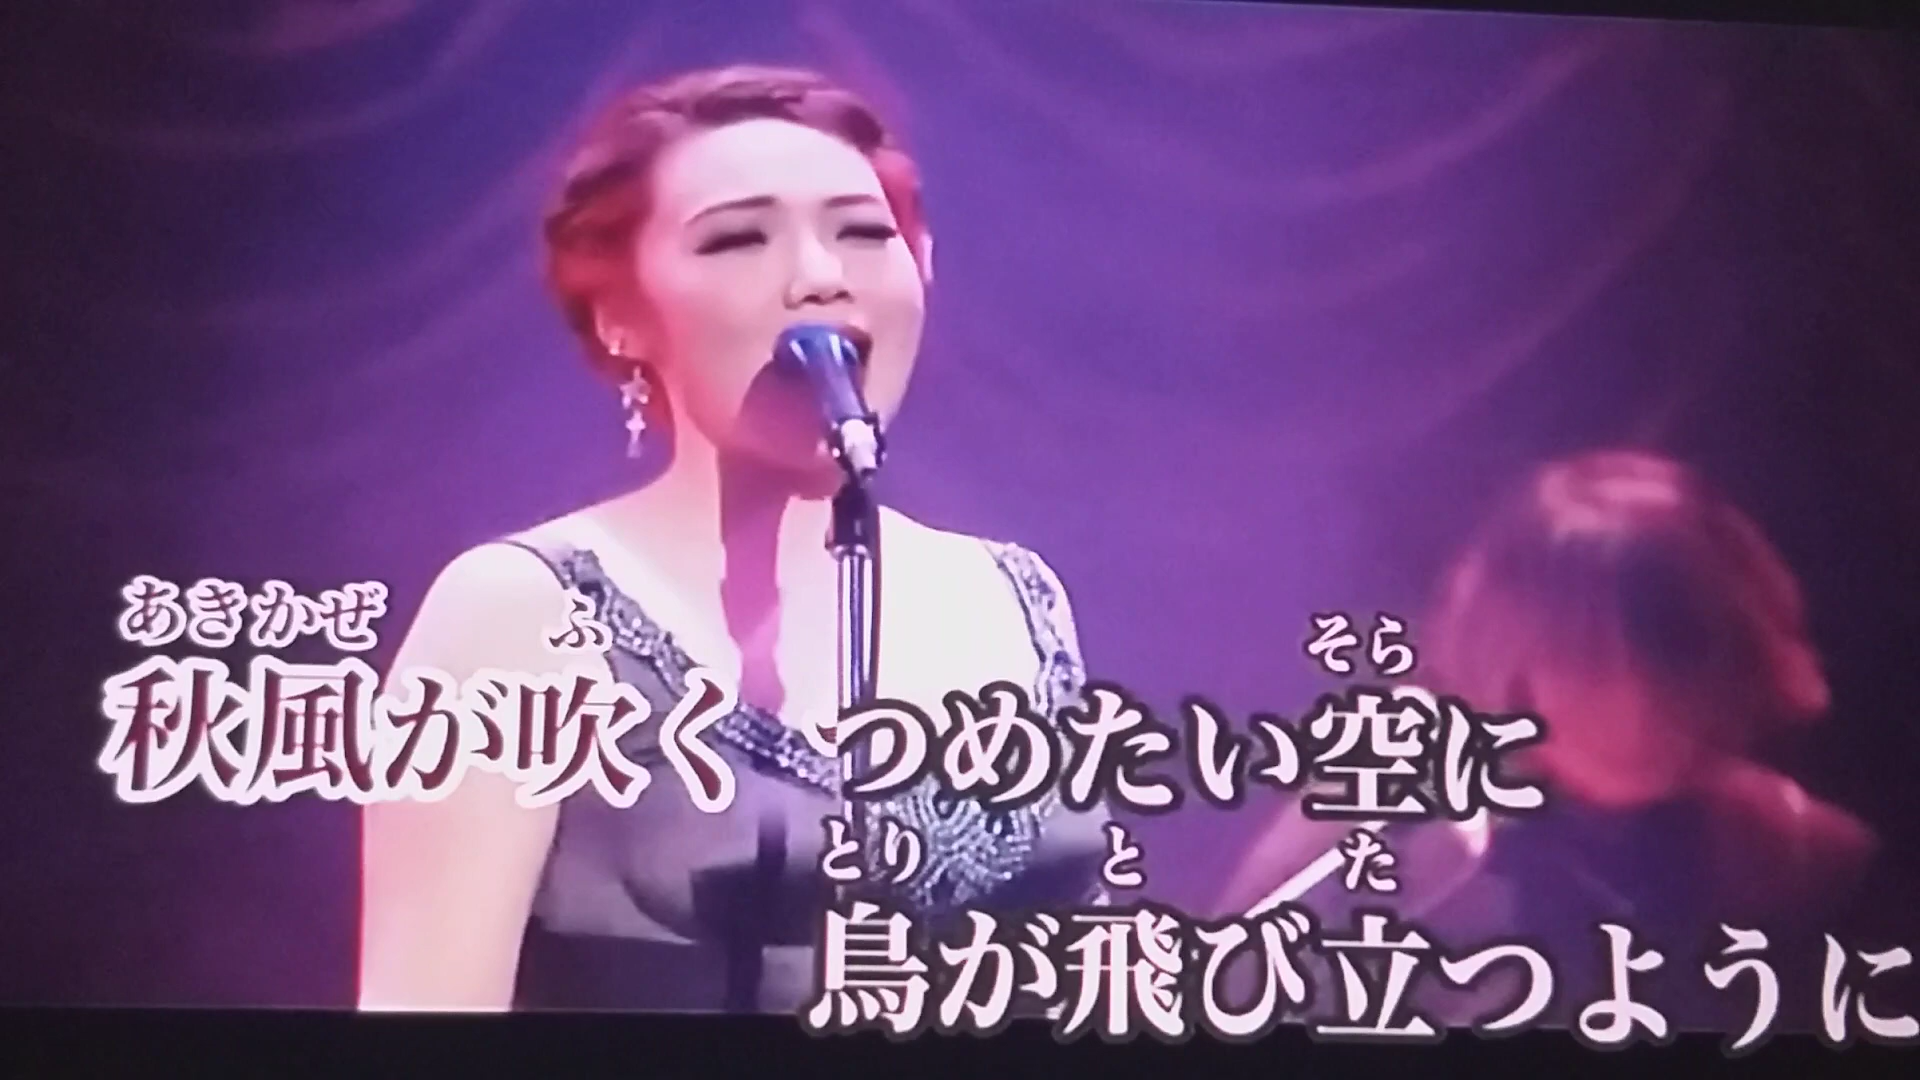 あきかぜ ふ そら
秋風が吹く つめたい空に
とり と た
鳥が飛び立つように